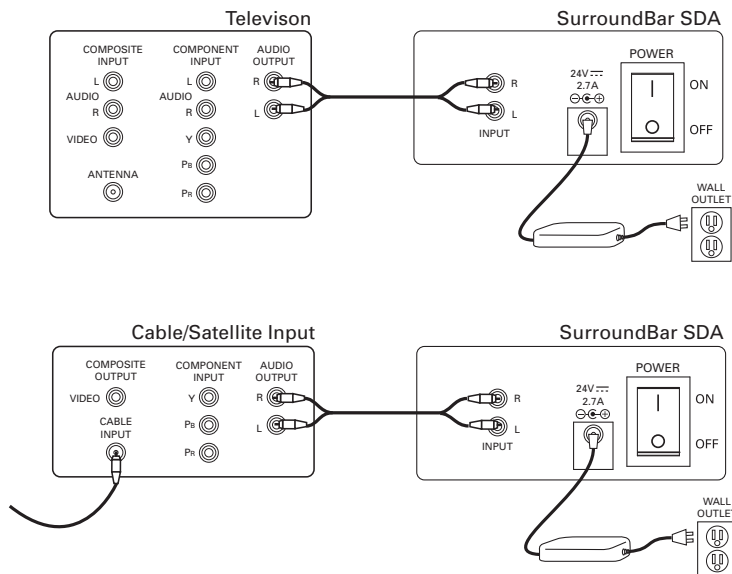 Televison
COMPOSITE
INPUT
L
AUDIO
R
VIDEO
ANTENNA
COMPONENT
INPUT
L
AUDIO
R
Y
PB
PR
AUDIO
OUTPUT
R
L
SurroundBar SDA
R
L
INPUT
24V
2.7A
POWER
ON
OFF
WALL
OUTLET
Cable/Satellite Input
COMPOSITE
OUTPUT
VIDEO
CABLE
INPUT
COMPONENT
INPUT
Y
PB
PR
AUDIO
OUTPUT
R
L
SurroundBar SDA
R
L
INPUT
24V
2.7A
POWER
ON
OFF
WALL
OUTLET